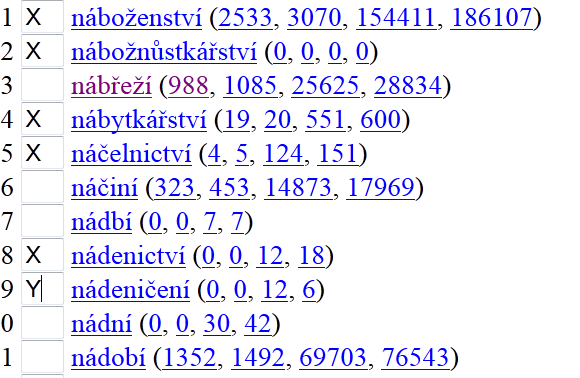 1 X náboženství (2533, 3070, 154411, 186107)
2 X nábožnůstkářství (0, 0, 0, 0)
3 nábřeží (988, 1085, 25625, 28834)
4 X nábytkářství (19, 20, 551, 600)
5 X náčelnictví (4, 5, 124, 151)
6 náčiní (323, 453, 14873, 17969)
7 nádbí (0, 0, 7, 7)
8 X nádenictví (0, 0, 12, 18)
9 Y nádeničení (0, 0, 12, 6)
0 nádní (0, 0, 30, 42)
1 nádobí (1352, 1492, 69703, 76543)